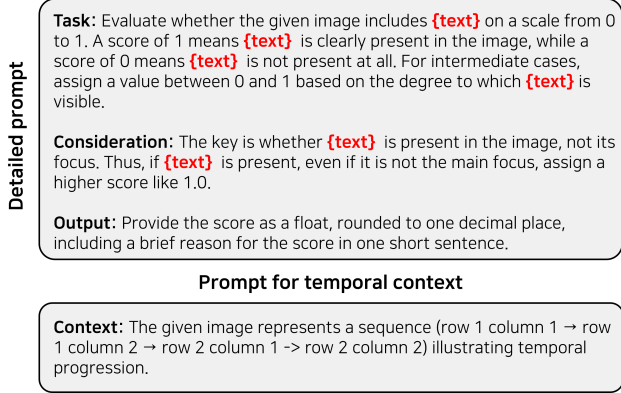 Detailed prompt
Task: Evaluate whether the given image includes {text} on a scale from 0
to 1. A score of 1 means {text} is clearly present in the image, while a
score of 0 means {text} is not present at all. For intermediate cases,
assign a value between 0 and 1 based on the degree to which {text} is
visible.
Consideration: The key is whether {text} is present in the image, not its
focus. Thus, if {text} is present, even if it is not the main focus, assign a
higher score like 1.0.
Output: Provide the score as a float, rounded to one decimal place,
including a brief reason for the score in one short sentence.
Prompt for temporal context
Context: The given image represents a sequence (row 1 column 1 → row
1 column 2 → row 2 column 1 -> row 2 column 2) illustrating temporal
progression.